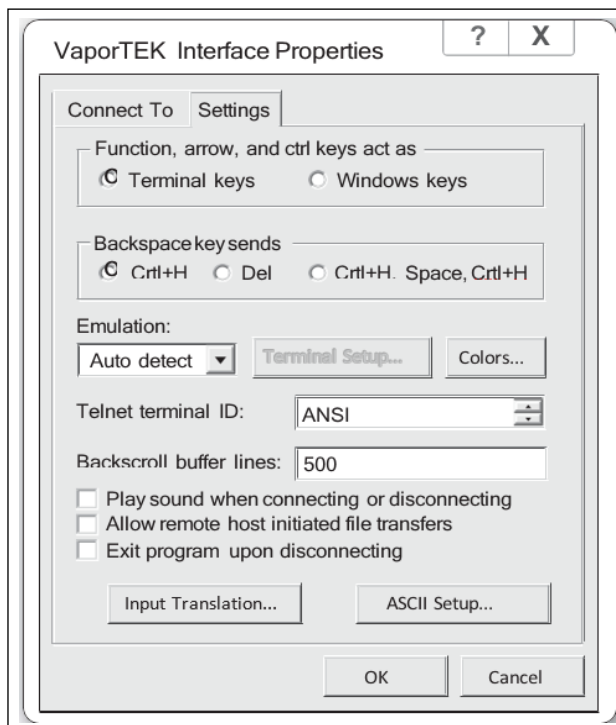 VaporTEK Interface Properties ? X
Connect To Settings
Function, arrow, and ctrl keys act as
Terminal keys Windows keys
Backspace key sends
Crtl+H Del Crtl+H. Space, Crtl+H
Emulation:
Auto detect Terminal Setup... Colors...
Telnet terminal ID: ANSI
Backscroll buffer lines: 500
Play sound when connecting or disconnecting
Allow remote host initiated file transfers
Exit program upon disconnecting
Input Translation... ASCII Setup...
OK Cancel